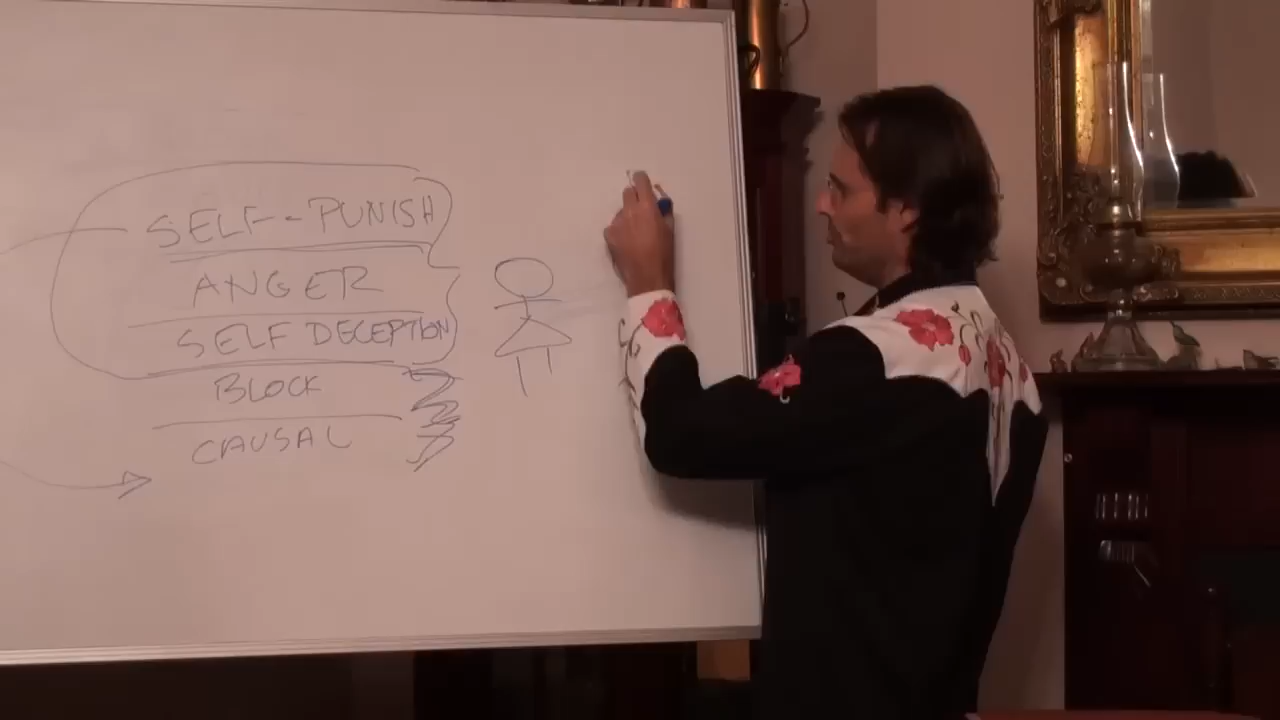 SELF-PUNISH
ANGER
SELF DECEPTION
BLOCK
CAUSAL